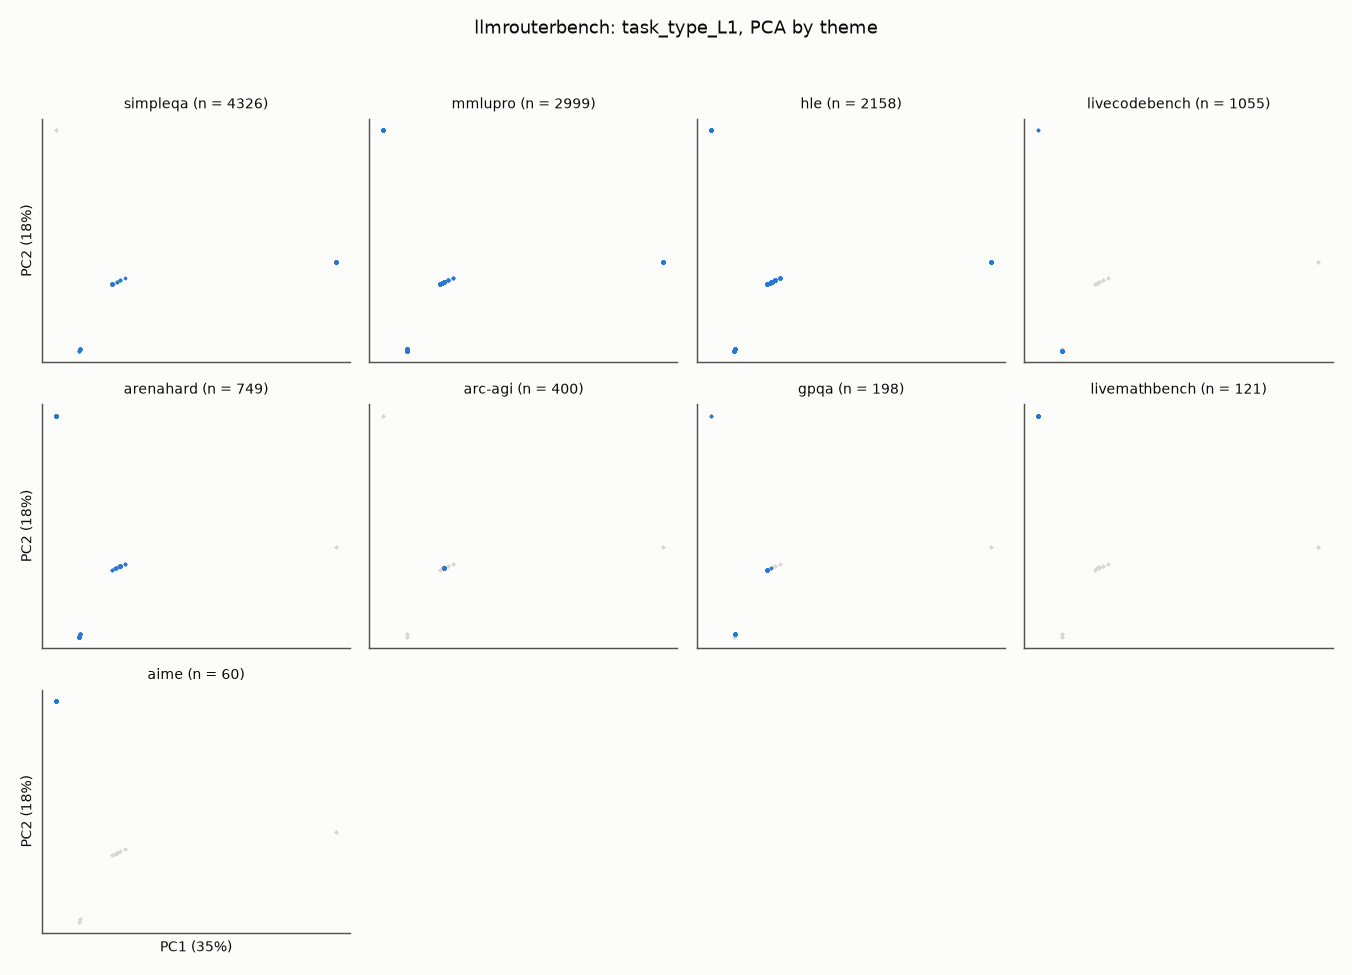 llmrouterbench: task_type_L1, PCA by theme
simpleqa (n = 4326)
mmlupro (n = 2999)
hle (n = 2158)
livecodebench (n = 1055)
PC2 (18%)
arenahard (n = 749)
arc-agi (n = 400)
gpqa (n = 198)
livemathbench (n = 121)
PC2 (18%)
aime (n = 60)
PC2 (18%)
PC1 (35%)